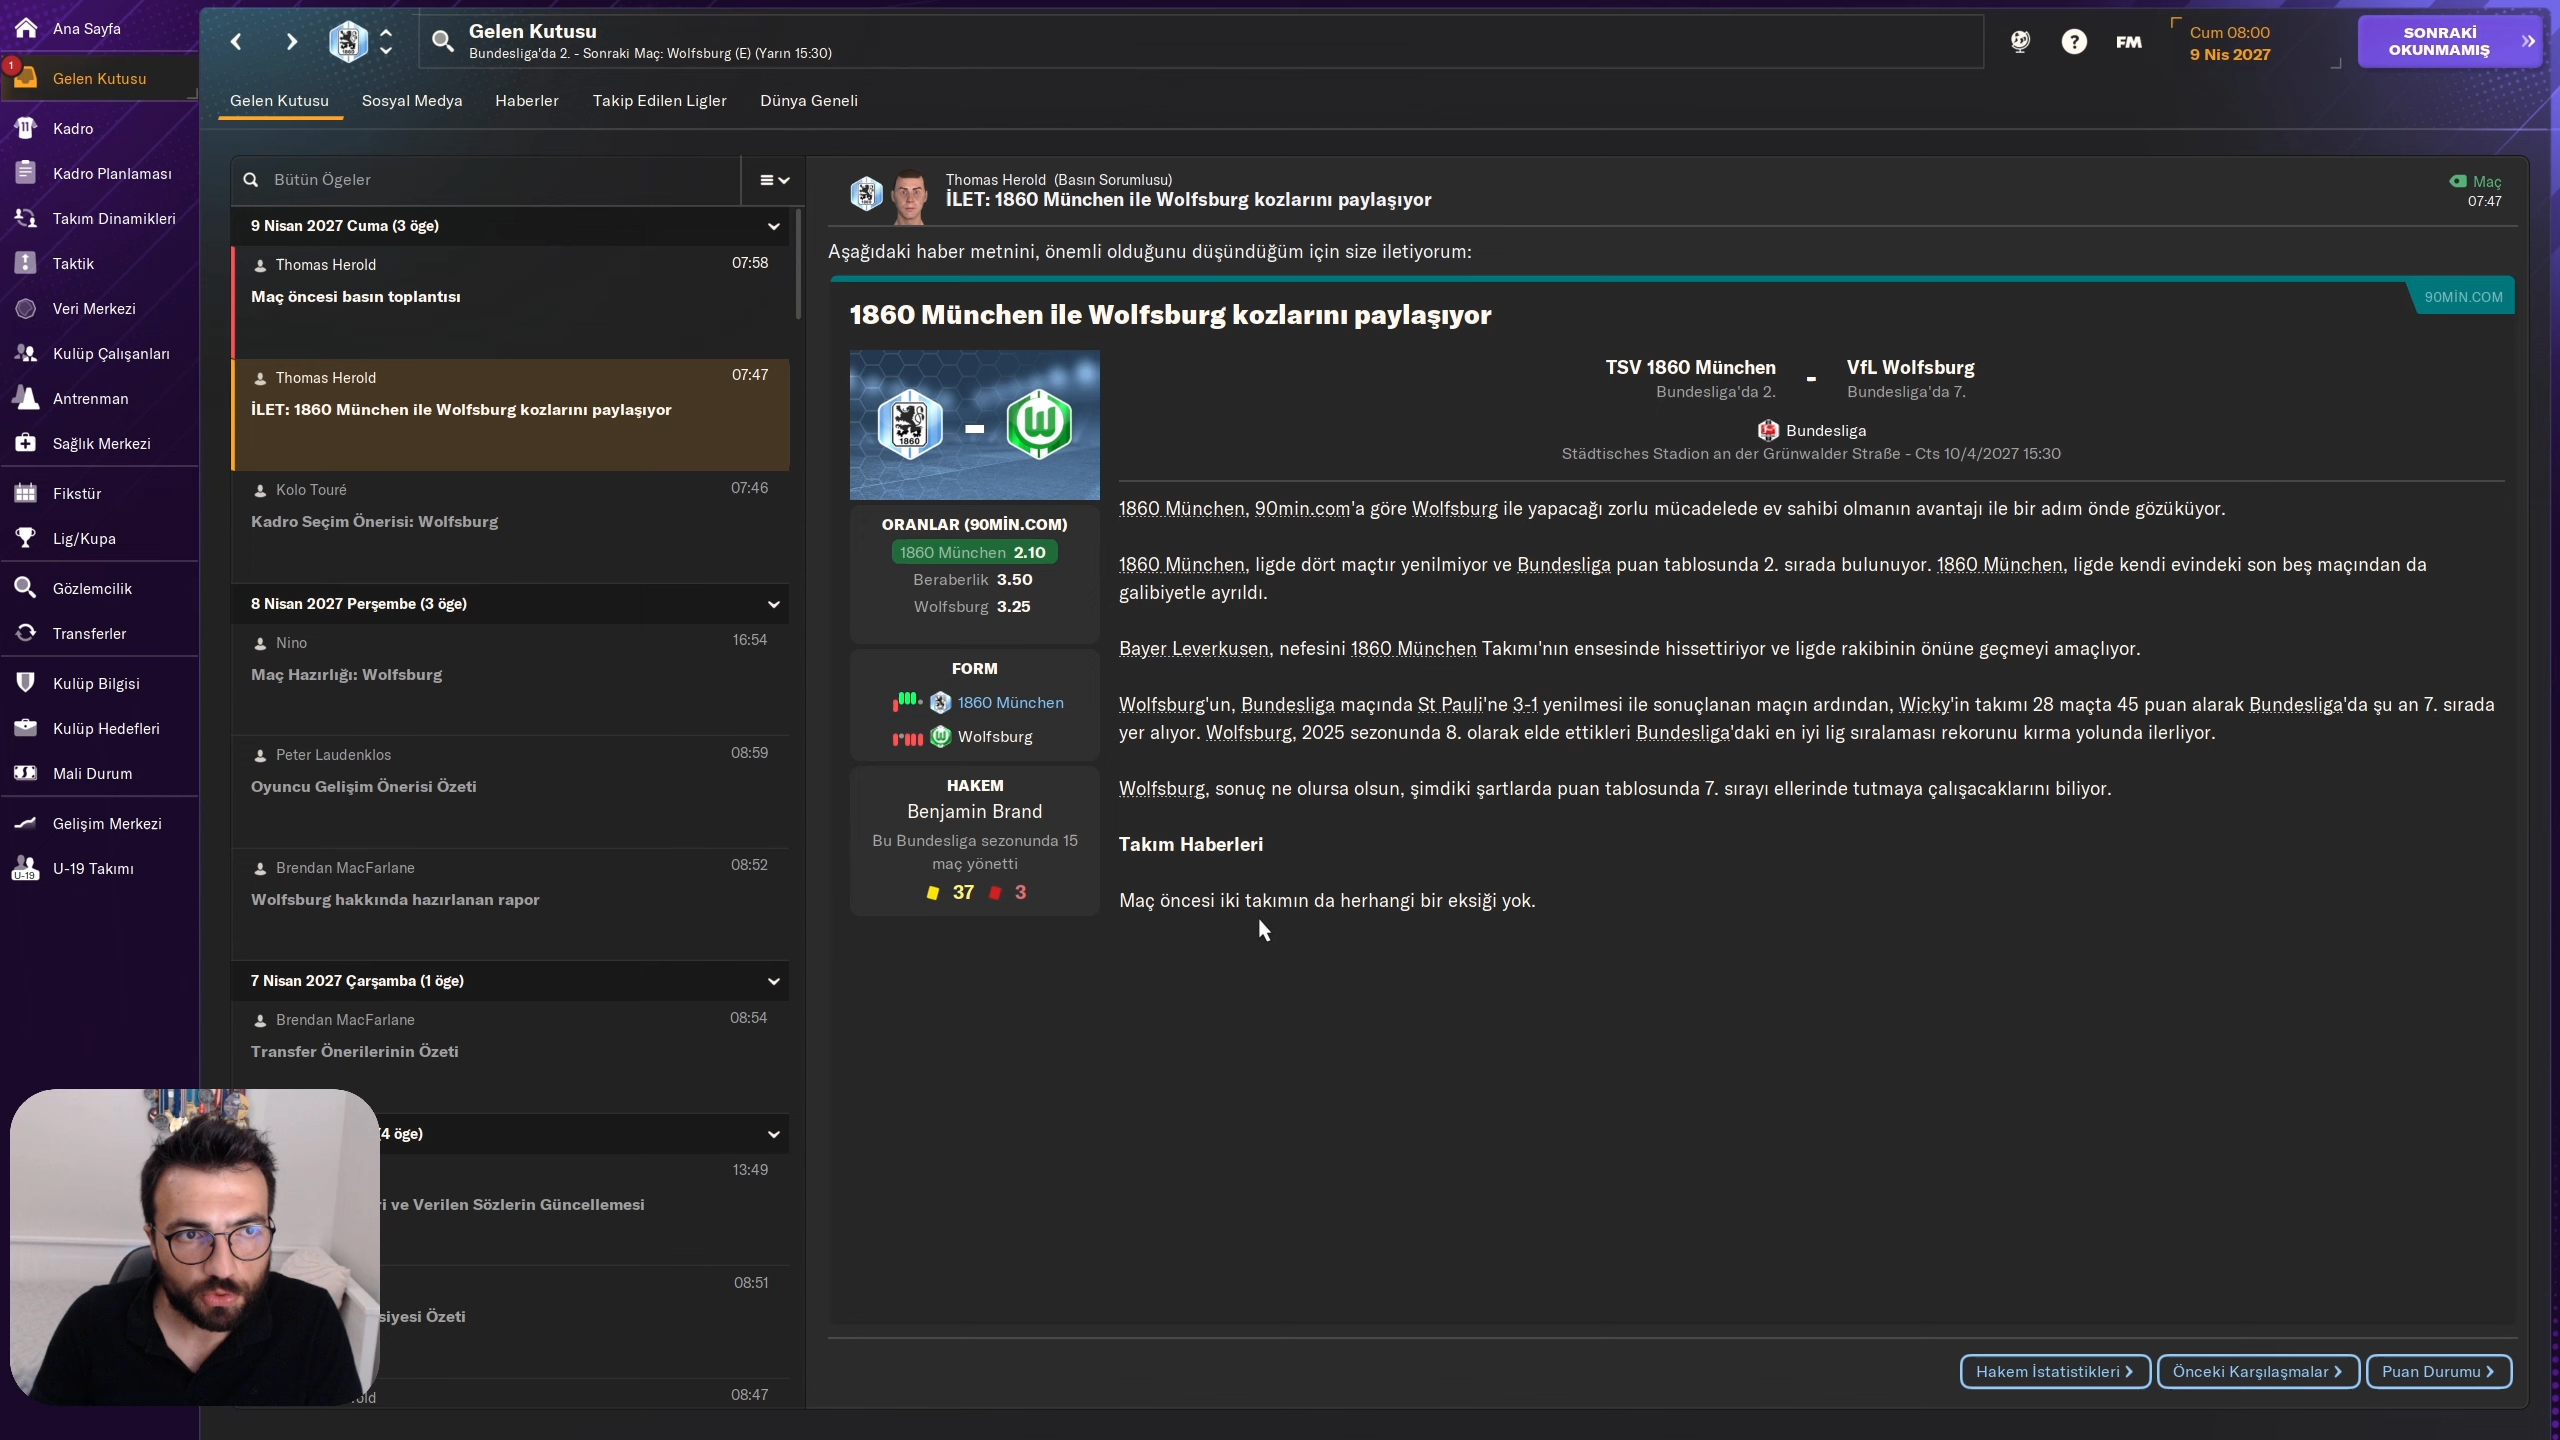 Ana Sayfa
1
Gelen Kutusu
Kadro
Kadro Planlaması
Takım Dinamikleri
Taktik
Veri Merkezi
Kulüp Çalışanları
Antrenman
Sağlık Merkezi
Fikstür
Lig/Kupa
Gözlemcilik
Transferler
Kulüp Bilgisi
Kulüp Hedefleri
Mali Durum
Gelişim Merkezi
U-19 Takımı
Gelen Kutusu
Bundesliga'da 2. - Sonraki Maç: Wolfsburg (E) (Yarın 15:30)
FM
Cum 08:00
9 Nis 2027
SONRAKİ
OKUNMAMIŞ
Gelen Kutusu Sosyal Medya Haberler Takip Edilen Ligler Dünya Geneli
Bütün Ögeler
9 Nisan 2027 Cuma (3 öge)
Thomas Herold 07:58
Maç öncesi basın toplantısı
Thomas Herold 07:47
İLET: 1860 München ile Wolfsburg kozlarını paylaşıyor
Kolo Touré 07:46
Kadro Seçim Önerisi: Wolfsburg
8 Nisan 2027 Perşembe (3 öge)
Nino 16:54
Maç Hazırlığı: Wolfsburg
Peter Laudenklos 08:59
Oyuncu Gelişim Önerisi Özeti
Brendan MacFarlane 08:52
Wolfsburg hakkında hazırlanan rapor
7 Nisan 2027 Çarşamba (1 öge)
Brendan MacFarlane 08:54
Transfer Önerilerinin Özeti
(4 öge)
13:49
ve Verilen Sözlerin Güncellemesi
08:51
siyesi Özeti
08:47
Thomas Herold (Basın Sorumlusu)
İLET: 1860 München ile Wolfsburg kozlarını paylaşıyor
Maç
07:47
Aşağıdaki haber metnini, önemli olduğunu düşündüğüm için size iletiyorum:
90MİN.COM
1860 München ile Wolfsburg kozlarını paylaşıyor
TSV 1860 München - VfL Wolfsburg
Bundesliga'da 2. Bundesliga'da 7.
Bundesliga
Städtisches Stadion an der Grünwalder Straße - Cts 10/4/2027 15:30
ORANLAR (90MİN.COM)
1860 München 2.10
Beraberlik 3.50
Wolfsburg 3.25
FORM
1860 München
Wolfsburg
HAKEM
Benjamin Brand
Bu Bundesliga sezonunda 15
maç yönetti
37 3
1860 München, 90min.com'a göre Wolfsburg ile yapacağı zorlu mücadelede ev sahibi olmanın avantajı ile bir adım önde gözüküyor.
1860 München, ligde dört maçtır yenilmiyor ve Bundesliga puan tablosunda 2. sırada bulunuyor. 1860 München, ligde kendi evindeki son beş maçından da
galibiyetle ayrıldı.
Bayer Leverkusen, nefesini 1860 München Takımı'nın ensesinde hissettiriyor ve ligde rakibinin önüne geçmeyi amaçlıyor.
Wolfsburg'un, Bundesliga maçında St Pauli'ne 3-1 yenilmesi ile sonuçlanan maçın ardından, Wicky'in takımı 28 maçta 45 puan alarak Bundesliga'da şu an 7. sırada
yer alıyor. Wolfsburg, 2025 sezonunda 8. olarak elde ettikleri Bundesliga'daki en iyi lig sıralaması rekorunu kırma yolunda ilerliyor.
Wolfsburg, sonuç ne olursa olsun, şimdiki şartlarda puan tablosunda 7. sırayı ellerinde tutmaya çalışacaklarını biliyor.
Takım Haberleri
Maç öncesi iki takımın da herhangi bir eksiği yok.
Hakem İstatistikleri Önceki Karşılaşmalar Puan Durumu